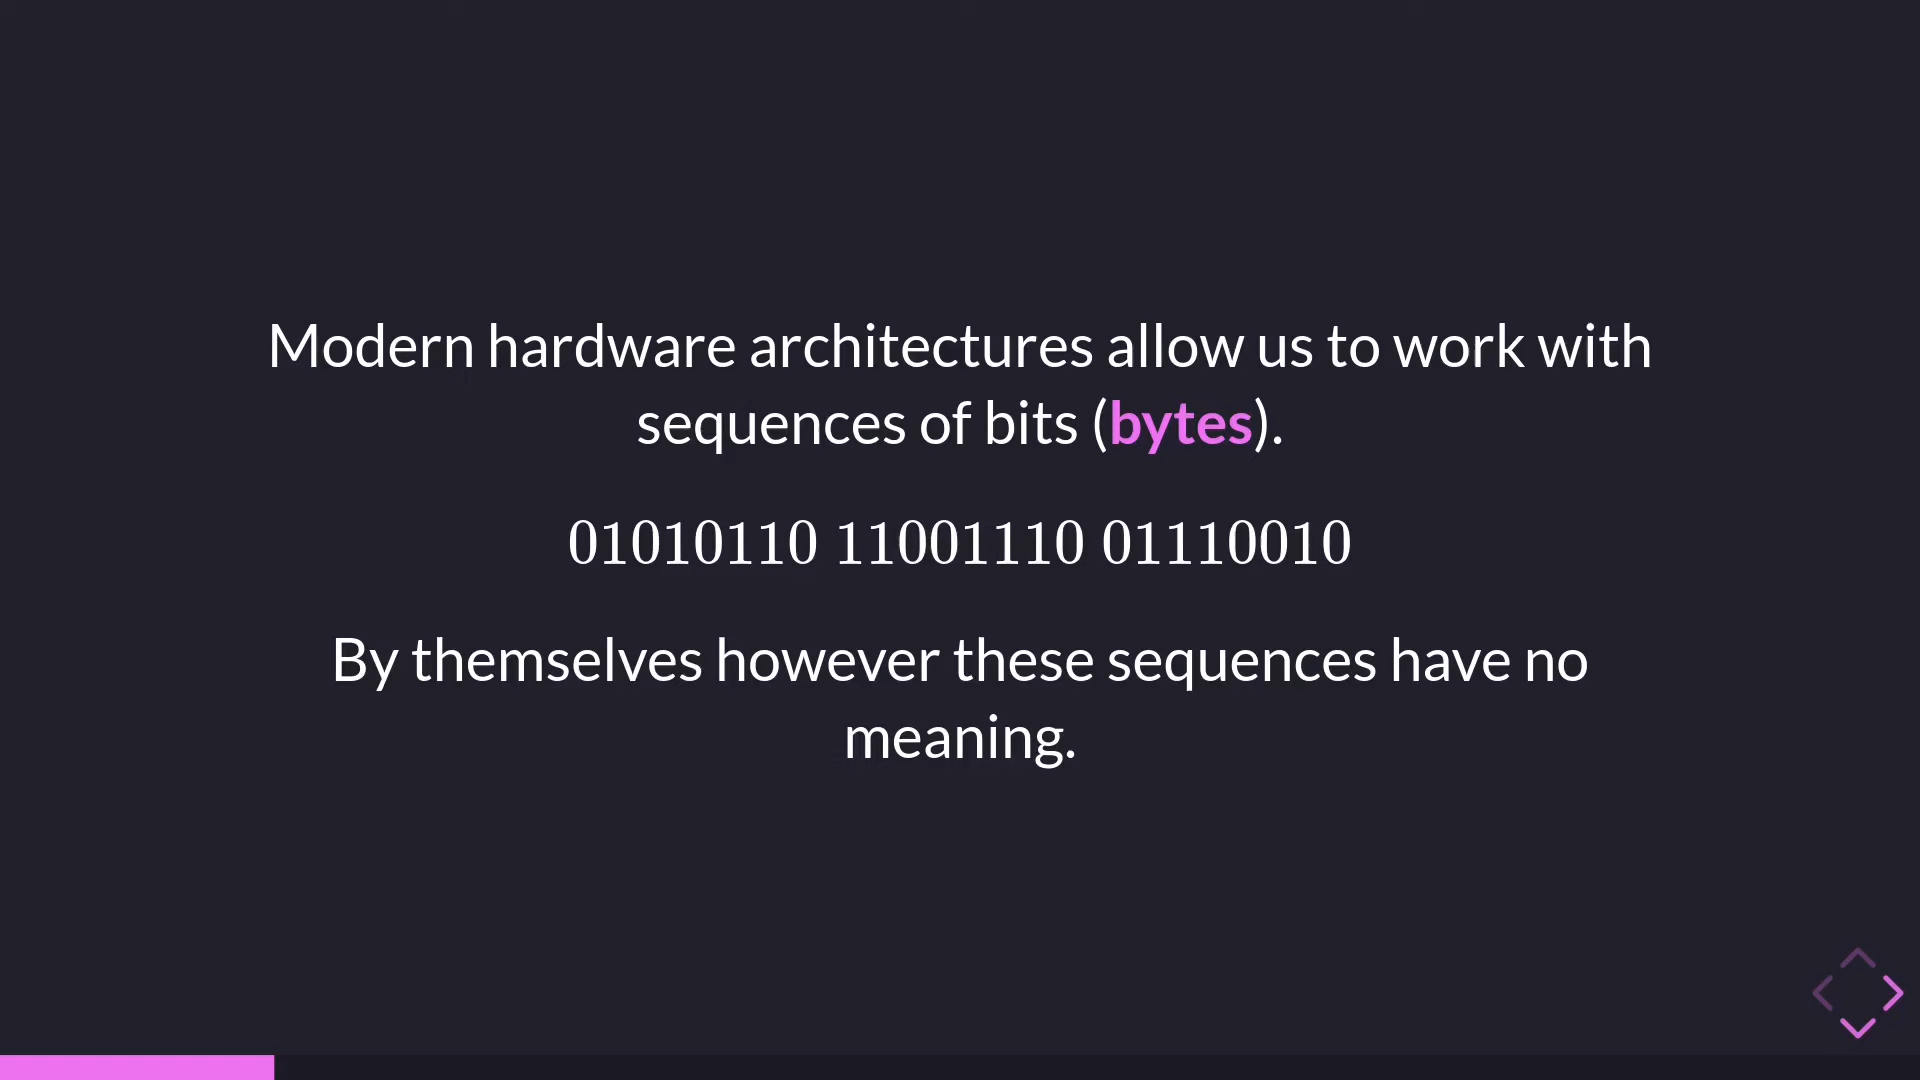 Modern hardware architectures allow us to work with
sequences of bits (bytes).
01010110 11001110 01110010
By themselves however these sequences have no
meaning.